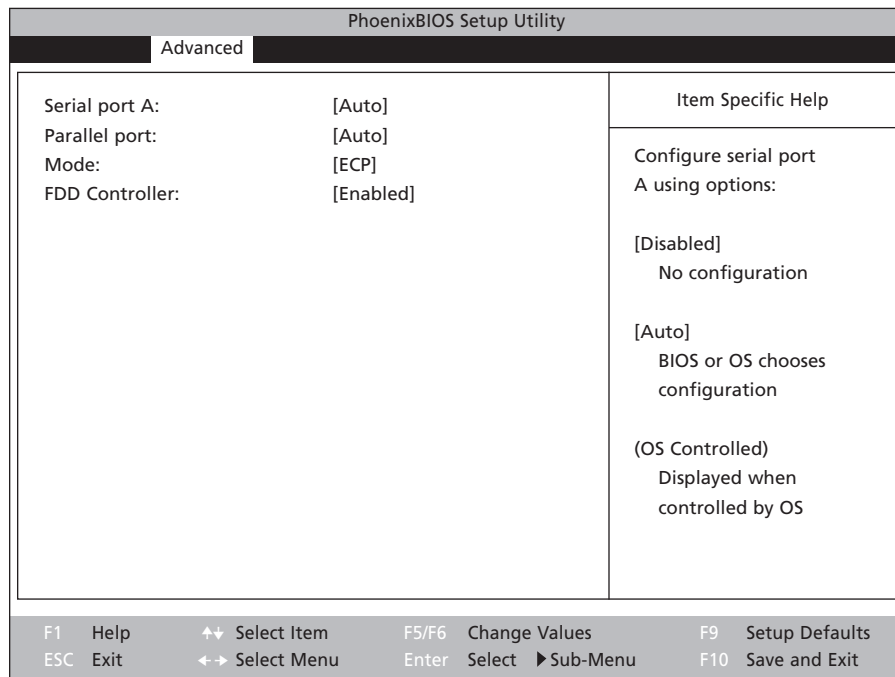 PhoenixBIOS Setup Utility
Advanced
Serial port A: [Auto]
Parallel port: [Auto]
Mode: [ECP]
FDD Controller: [Enabled]
Item Specific Help
Configure serial port
A using options:
[Disabled]
No configuration
[Auto]
BIOS or OS chooses
configuration
(OS Controlled)
Displayed when
controlled by OS
F1 Help Select Item F5/F6 Change Values F9 Setup Defaults
ESC Exit Select Menu Enter Select Sub-Menu F10 Save and Exit